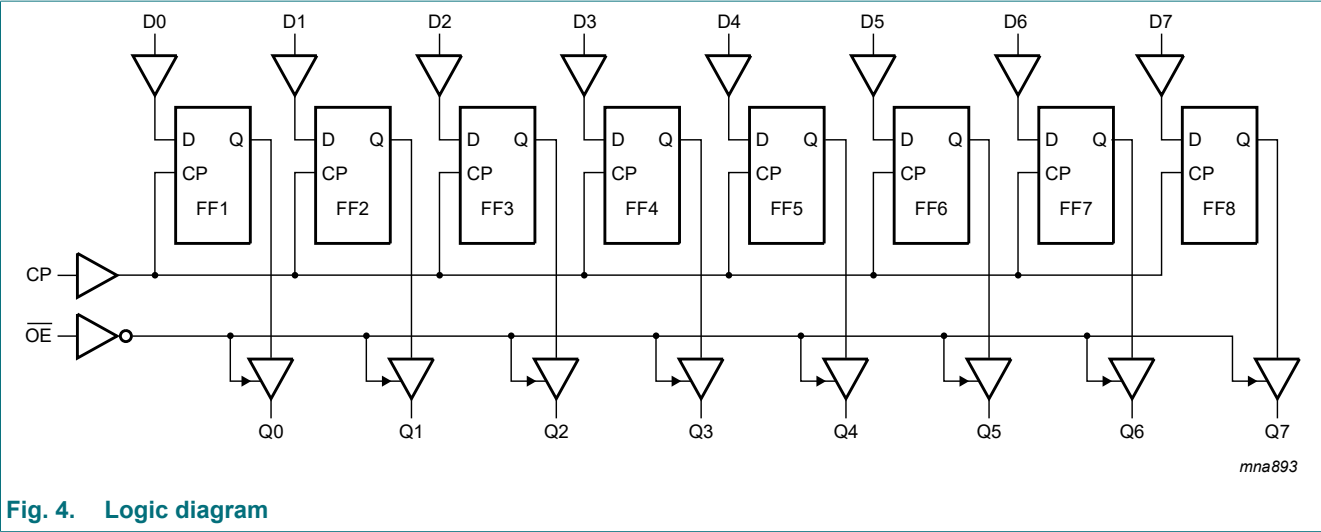 D0 D1 D2 D3 D4 D5 D6 D7
D Q D Q D Q D Q D Q D Q D Q D Q
CP CP CP CP CP CP CP CP
FF1 FF2 FF3 FF4 FF5 FF6 FF7 FF8
CP
O̅E̅
Q0 Q1 Q2 Q3 Q4 Q5 Q6 Q7
mna893
Fig. 4. Logic diagram